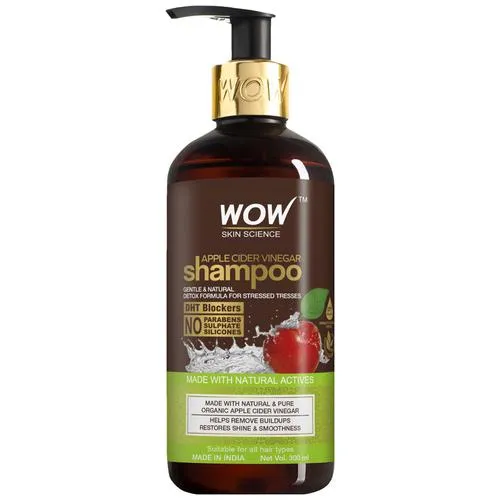 WOW
WOW™
SKIN SCIENCE
APPLE CIDER VINEGAR
shampoo
GENTLE & NATURAL
DETOX FORMULA FOR STRESSED TRESSES
DHT Blockers
NO PARABENS
SULPHATE
SILICONES
MADE WITH NATURAL ACTIVES
MADE WITH NATURAL & PURE
ORGANIC APPLE CIDER VINEGAR
HELPS REMOVE BUILDUPS
RESTORES SHINE & SMOOTHNESS
Suitable for all hair types
MADE IN INDIA Net Vol. 300 ml